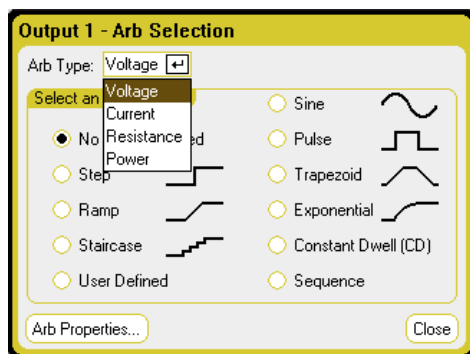 Output 1 - Arb Selection
Arb Type: Voltage
Voltage
Current
Resistance
Power
Select an
No
Step
Ramp
Staircase
User Defined
Sine
Pulse
Trapezoid
Exponential
Constant Dwell (CD)
Sequence
Arb Properties...
Close